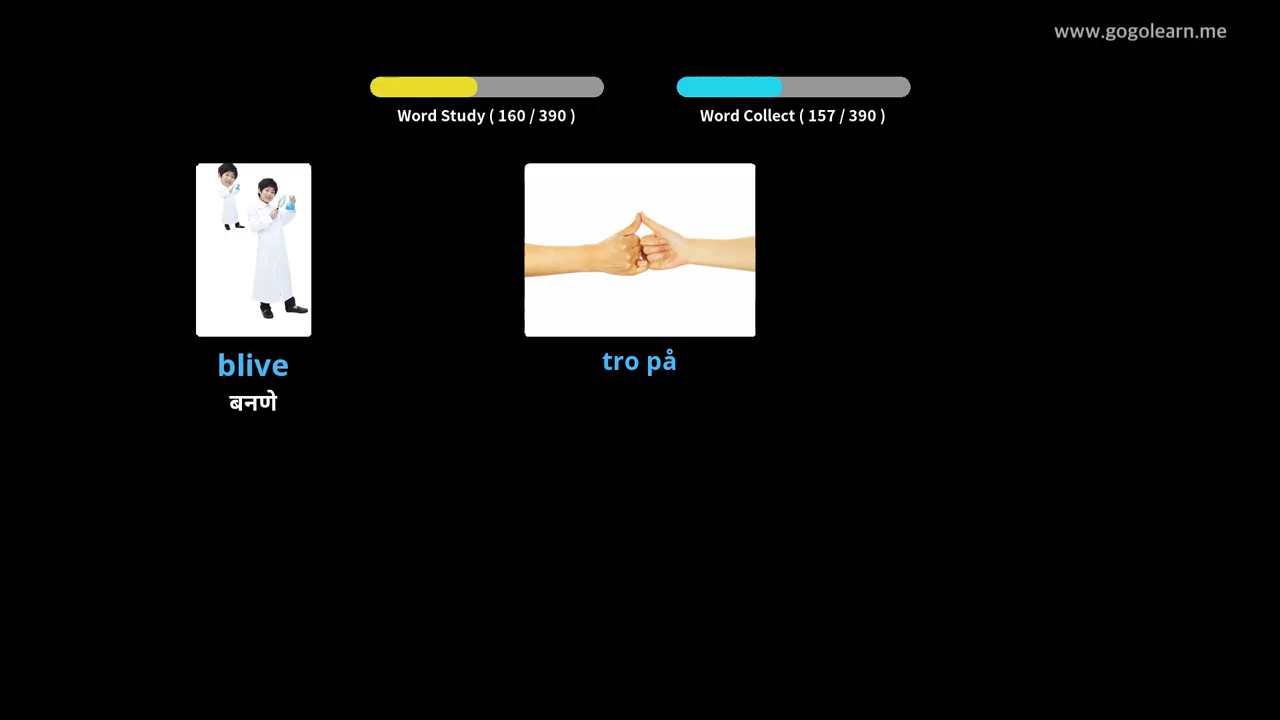 www.gogolearn.me
Word Study ( 160 / 390 )
Word Collect ( 157 / 390 )
blive
बनणे
tro på